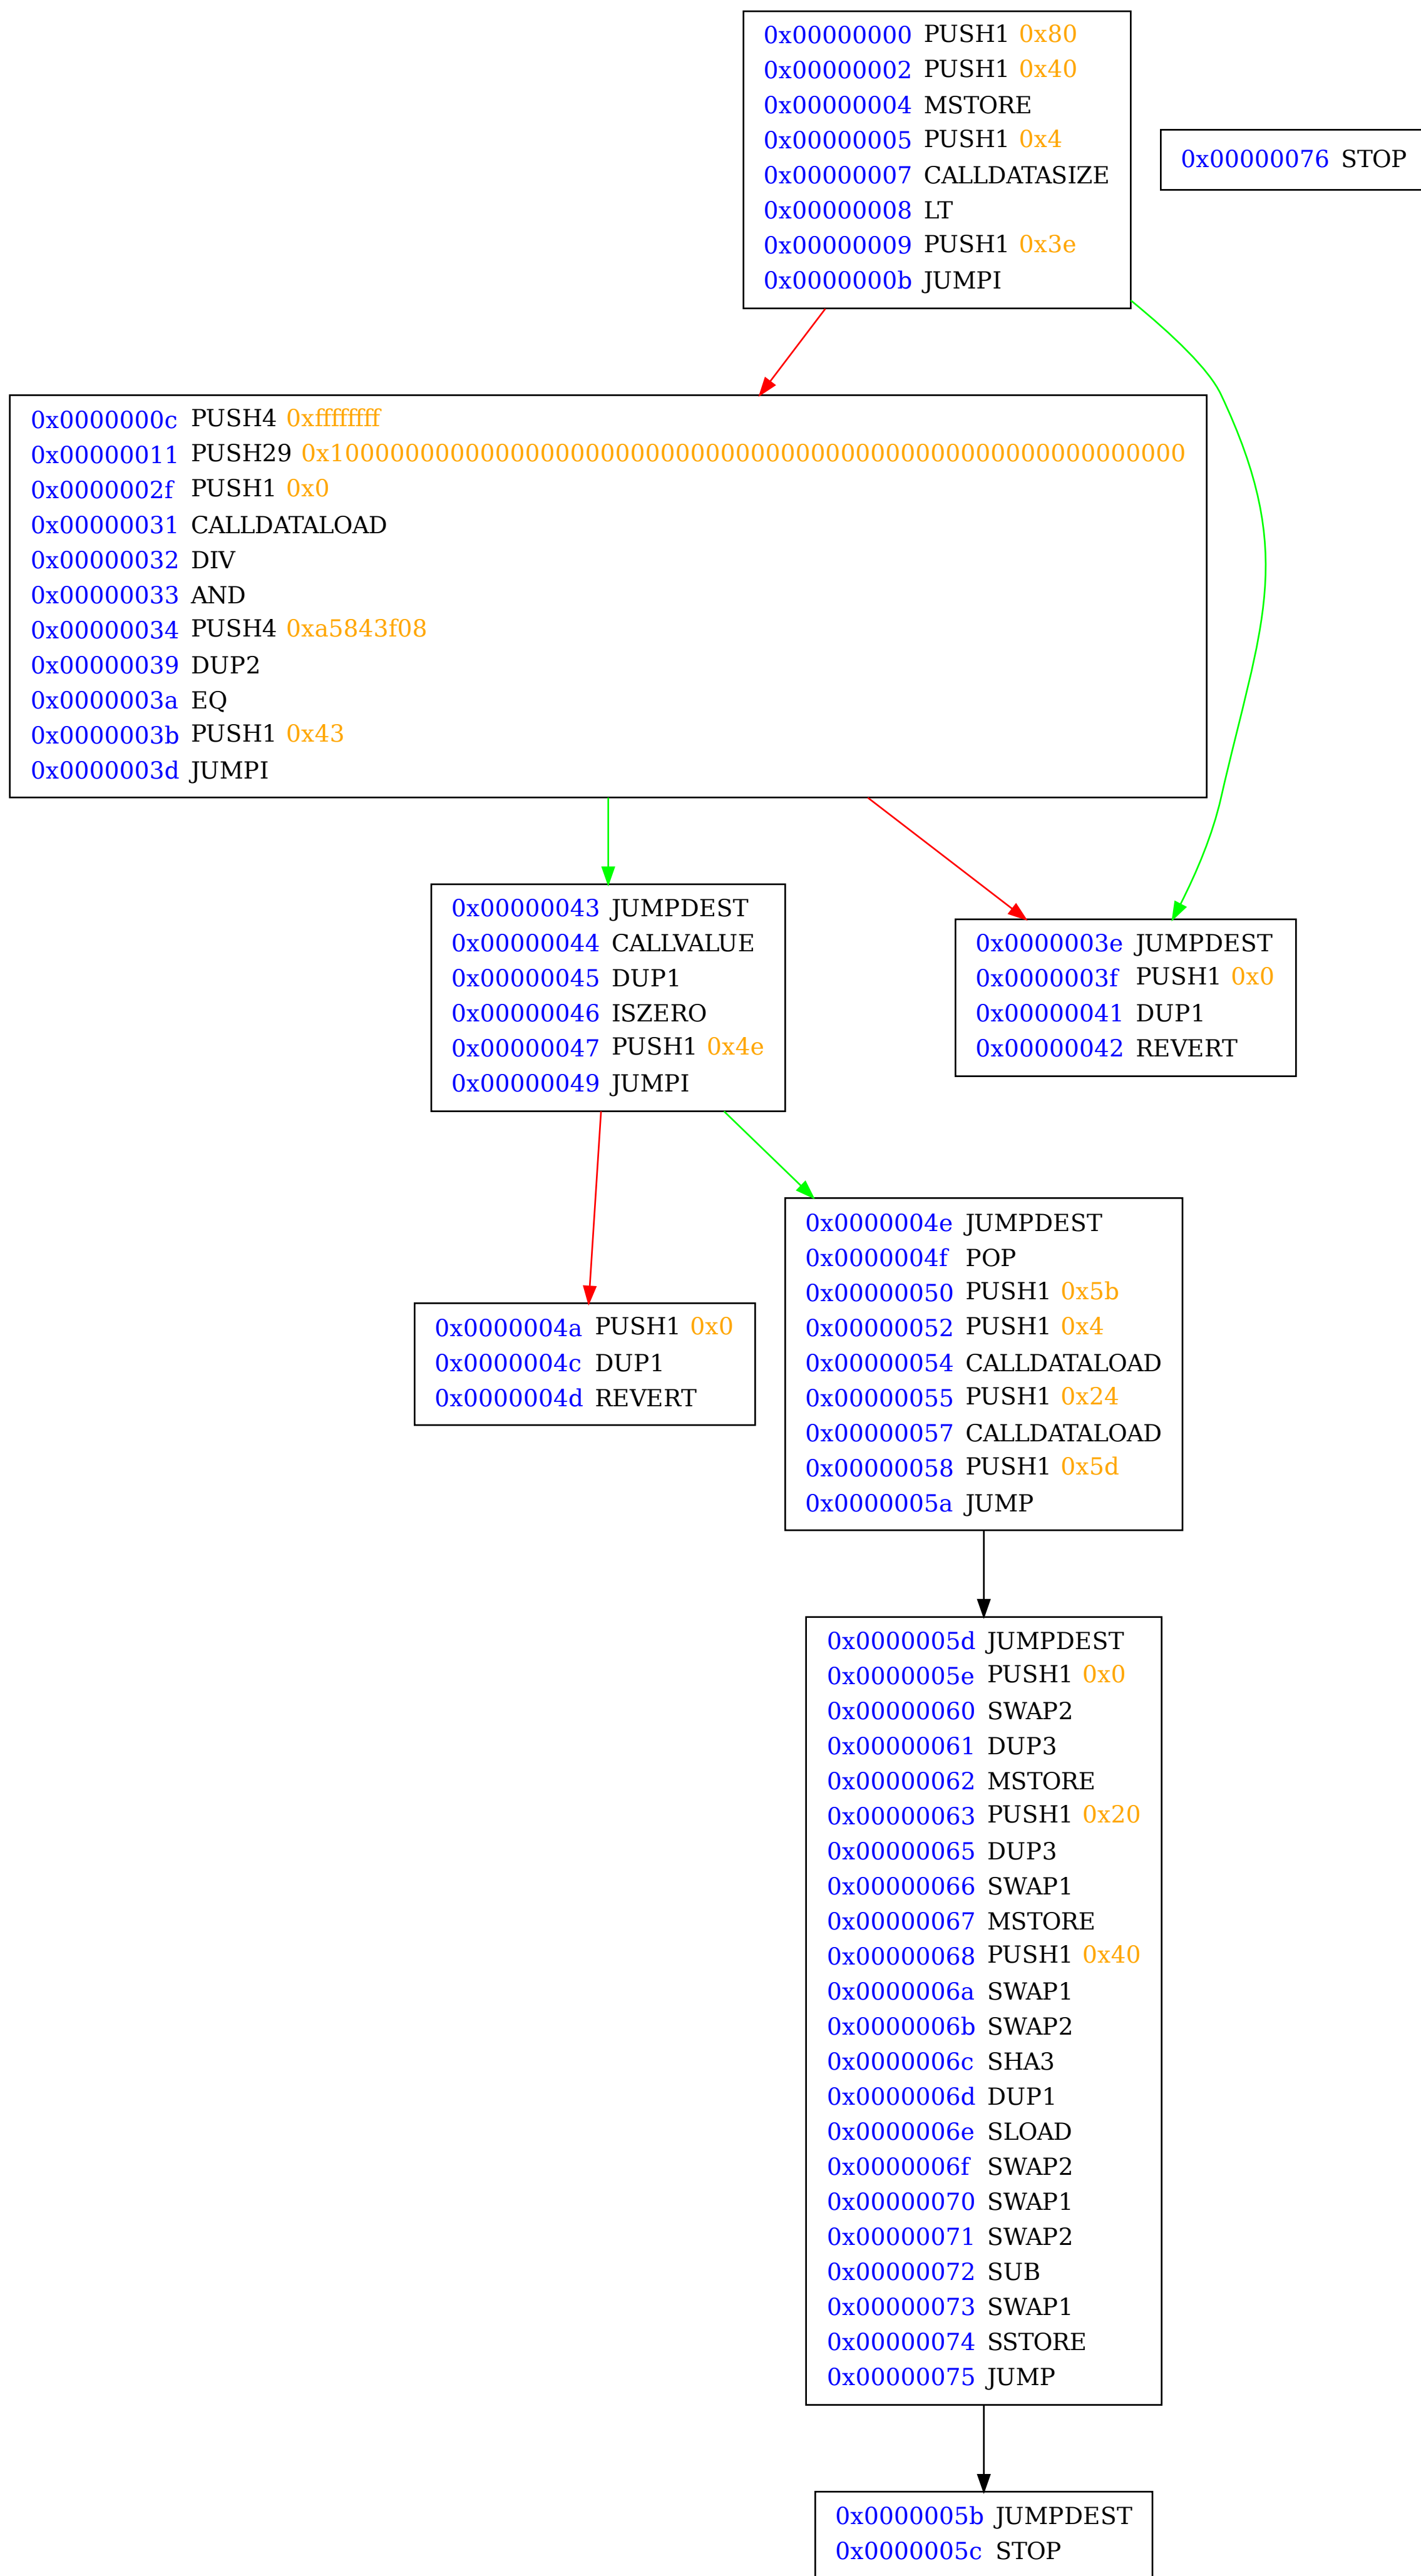 0x00000000 PUSH1 0x80
0x00000002 PUSH1 0x40
0x00000004 MSTORE
0x00000005 PUSH1 0x4
0x00000007 CALLDATASIZE
0x00000008 LT
0x00000009 PUSH1 0x3e
0x0000000b JUMPI
0x00000076 STOP
0x0000000c PUSH4 0xffffffff
0x00000011 PUSH29 0x100000000000000000000000000000000000000000000000000000000
0x0000002f PUSH1 0x0
0x00000031 CALLDATALOAD
0x00000032 DIV
0x00000033 AND
0x00000034 PUSH4 0xa5843f08
0x00000039 DUP2
0x0000003a EQ
0x0000003b PUSH1 0x43
0x0000003d JUMPI
0x00000043 JUMPDEST
0x00000044 CALLVALUE
0x00000045 DUP1
0x00000046 ISZERO
0x00000047 PUSH1 0x4e
0x00000049 JUMPI
0x0000003e JUMPDEST
0x0000003f PUSH1 0x0
0x00000041 DUP1
0x00000042 REVERT
0x0000004a PUSH1 0x0
0x0000004c DUP1
0x0000004d REVERT
0x0000004e JUMPDEST
0x0000004f POP
0x00000050 PUSH1 0x5b
0x00000052 PUSH1 0x4
0x00000054 CALLDATALOAD
0x00000055 PUSH1 0x24
0x00000057 CALLDATALOAD
0x00000058 PUSH1 0x5d
0x0000005a JUMP
0x0000005d JUMPDEST
0x0000005e PUSH1 0x0
0x00000060 SWAP2
0x00000061 DUP3
0x00000062 MSTORE
0x00000063 PUSH1 0x20
0x00000065 DUP3
0x00000066 SWAP1
0x00000067 MSTORE
0x00000068 PUSH1 0x40
0x0000006a SWAP1
0x0000006b SWAP2
0x0000006c SHA3
0x0000006d DUP1
0x0000006e SLOAD
0x0000006f SWAP2
0x00000070 SWAP1
0x00000071 SWAP2
0x00000072 SUB
0x00000073 SWAP1
0x00000074 SSTORE
0x00000075 JUMP
0x0000005b JUMPDEST
0x0000005c STOP